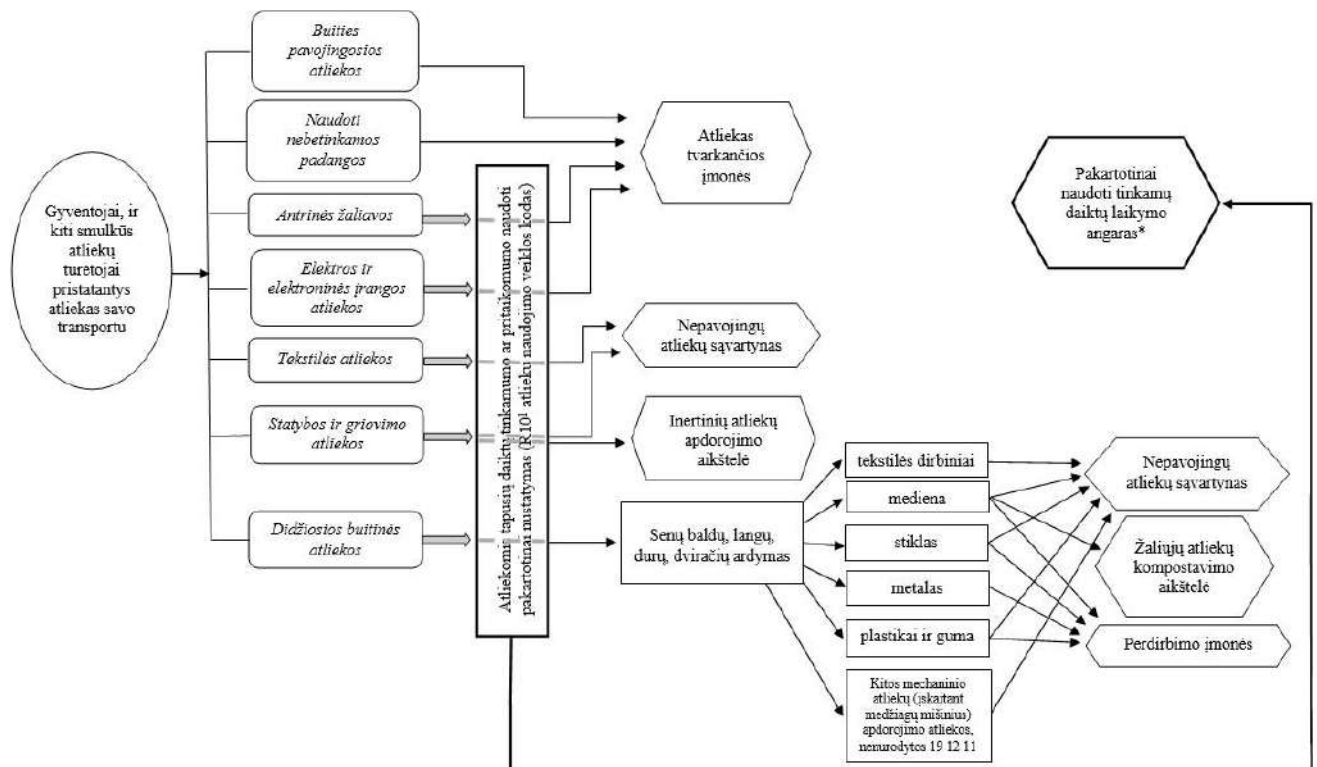 Gyventojai, ir
kiti smulkūs
atliekų
turėtojai
pristatantys
atliekas savo
transportu
Buities
pavojingosios
atliekos
Naudoti
nebetinkamos
padangos
Antrinės žaliavos
Elektros ir
elektroninės įrangos
atliekos
Tekstilės atliekos
Statybos ir griovimo
atliekos
Didžiosios buitinės
atliekos
Atliekomis tapusių daiktų tinkamumo ar pritaikomumo naudoti
pakartotinai nustatymas (R10¹ atliekų naudojimo veiklos kodas)
Atliekas
tvarkančios
įmonės
Nepavojingų
atliekų sąvartynas
Inertinių atliekų
apdorojimo
aikštelė
Senų baldų, langų,
durų, dviračių ardymas
tekstilės dirbiniai
mediena
stiklas
metalas
plastikai ir guma
Kitos mechaninio
atliekų (įskaitant
medžiagų mišinius)
apdorojimo atliekos,
nenurodytos 19 12 11
Pakartotinai
naudoti tinkamų
daiktų laikymo
angaras*
Nepavojingų
atliekų sąvartynas
Žaliųjų atliekų
kompostavimo
aikštelė
Perdirbimo įmonės